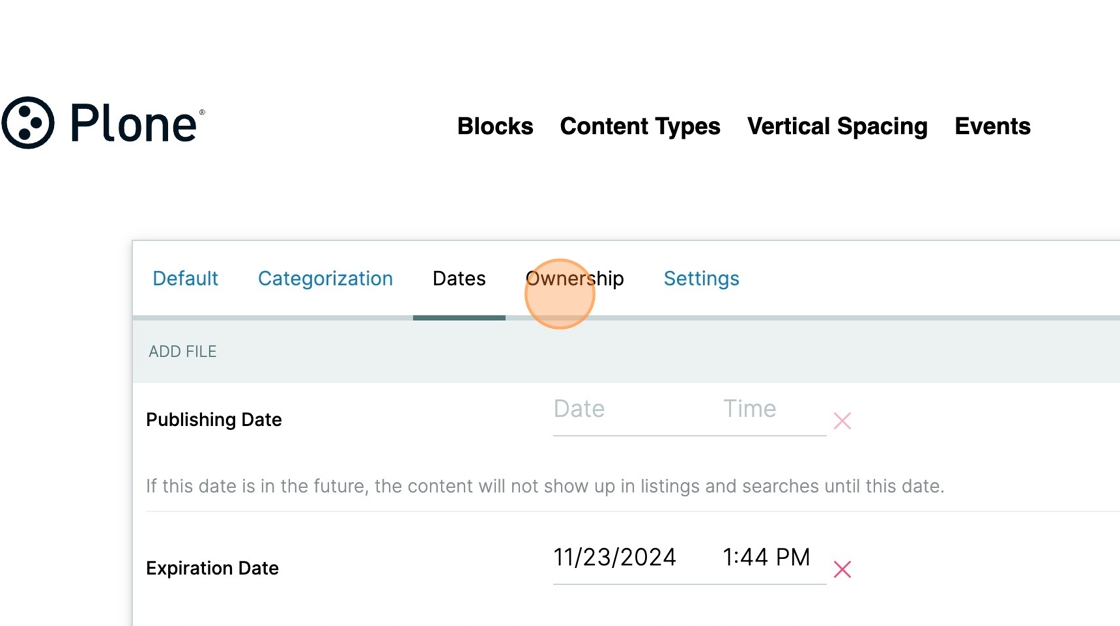 Plone®
Blocks Content Types Vertical Spacing Events
Default Categorization Dates Ownership Settings
ADD FILE
Publishing Date Date Time
If this date is in the future, the content will not show up in listings and searches until this date.
Expiration Date 11/23/2024 1:44 PM